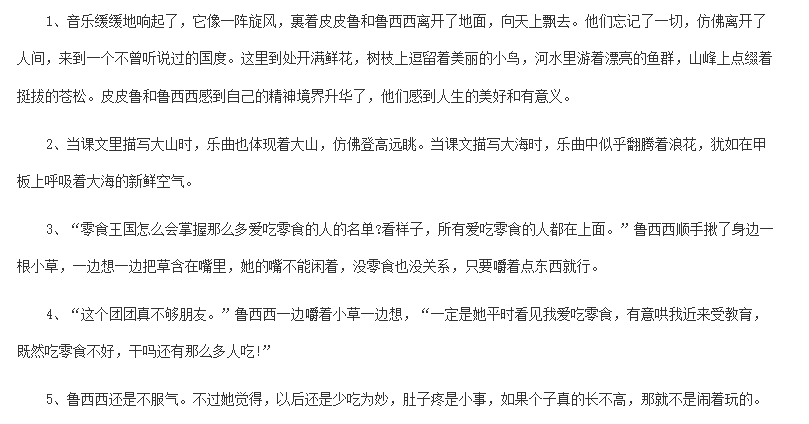 1、音乐缓缓地响起了，它像一阵旋风，裹着皮皮鲁和鲁西西离开了地面，向天上飘去。他们忘记了一切，仿佛离开了
人间，来到一个不曾听说过的国度。这里到处开满鲜花，树枝上逗留着美丽的小鸟，河水里游着漂亮的鱼群，山峰上点缀着
挺拔的苍松。皮皮鲁和鲁西西感到自己的精神境界升华了，他们感到人生的美好和有意义。
2、当课文里描写大山时，乐曲也体现着大山，仿佛登高远眺。当课文描写大海时，乐曲中似乎翻腾着浪花，犹如在甲
板上呼吸着大海的新鲜空气。
3、“零食王国怎么会掌握那么多爱吃零食的人的名单?看样子，所有爱吃零食的人都在上面。”鲁西西顺手揪了身边一
根小草，一边想一边把草含在嘴里，她的嘴不能闲着，没零食也没关系，只要嚼着点东西就行。
4、“这个团团真不够朋友。”鲁西西一边嚼着小草一边想，“一定是她平时看见我爱吃零食，有意哄我近来受教育，
既然吃零食不好，干吗还有那么多人吃!”
5、鲁西西还是不服气。不过她觉得，以后还是少吃为妙，肚子疼是小事，如果个子真的长不高，那就不是闹着玩的。